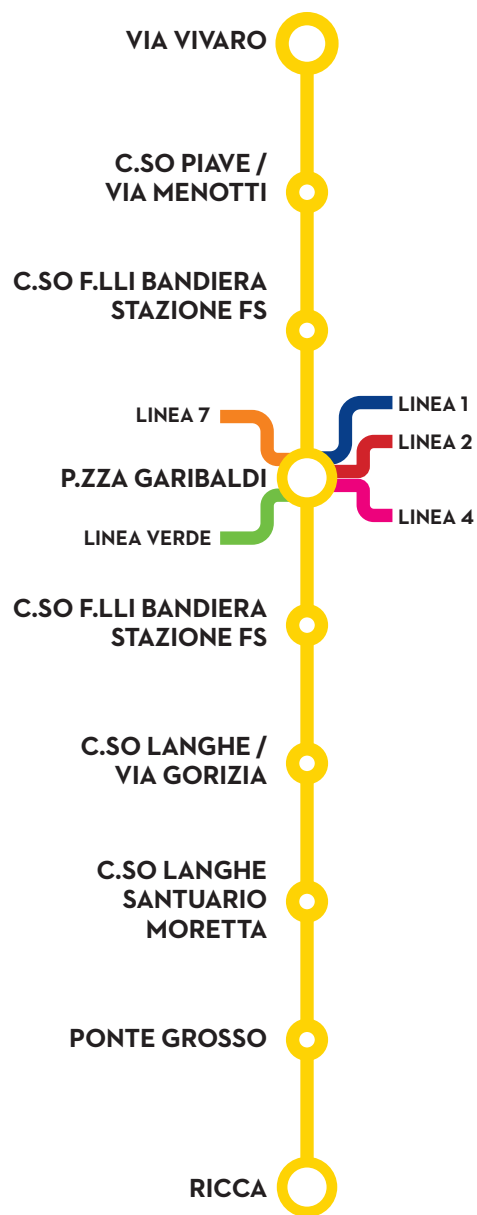 VIA VIVARO
C.SO PIAVE /
VIA MENOTTI
C.SO F.LLI BANDIERA
STAZIONE FS
LINEA 7
LINEA 1
LINEA 2
P.ZZA GARIBALDI
LINEA 4
LINEA VERDE
C.SO F.LLI BANDIERA
STAZIONE FS
C.SO LANGHE /
VIA GORIZIA
C.SO LANGHE
SANTUARIO
MORETTA
PONTE GROSSO
RICCA